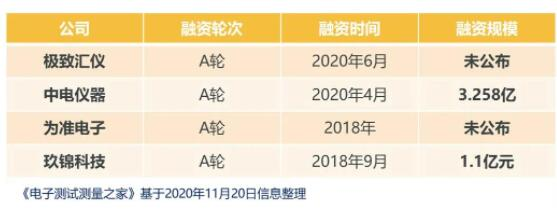 公司 融资轮次 融资时间 融资规模
极致汇仪 A轮 2020年6月 未公布
中电仪器 A轮 2020年4月 3.258亿
为准电子 A轮 2018年 未公布
玖锦科技 A轮 2018年9月 1.1亿元
《电子测试测量之家》基于2020年11月20日信息整理